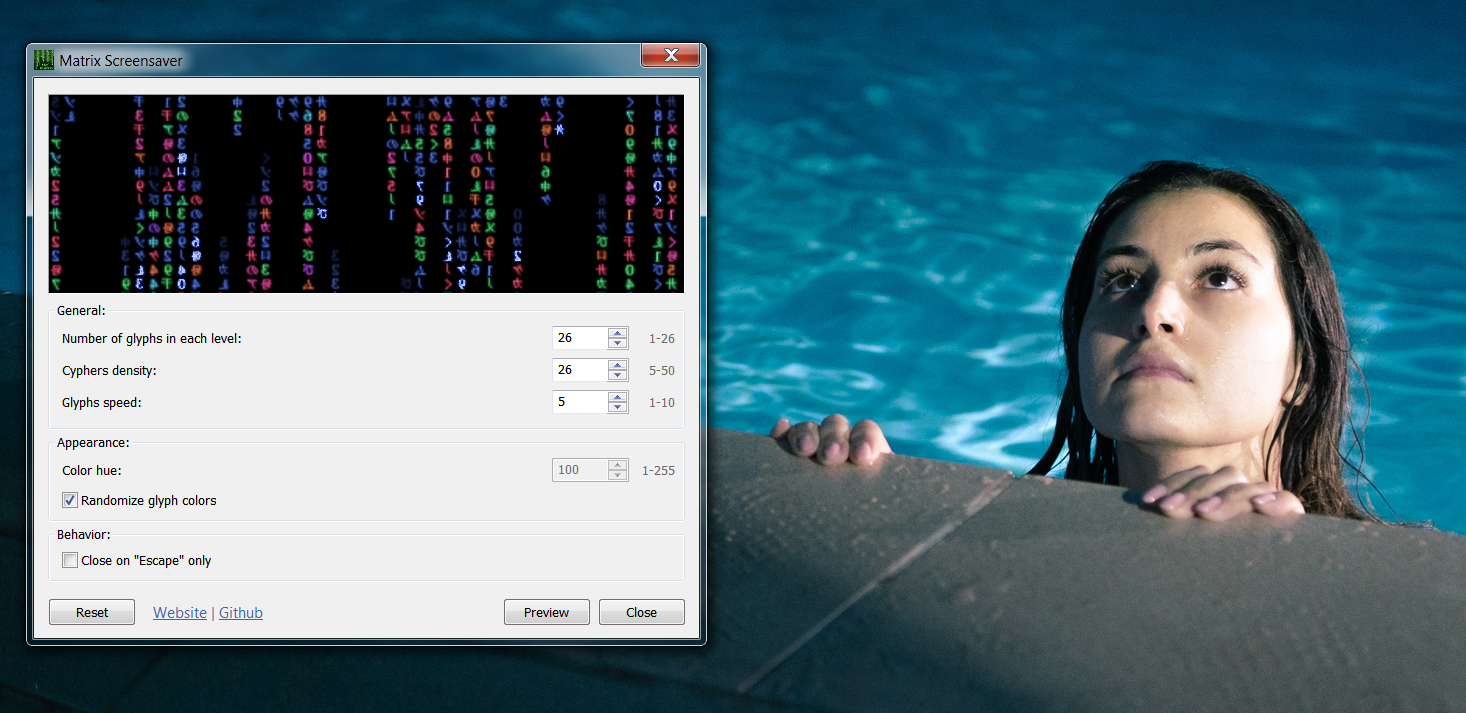 Matrix Screensaver
General:
Number of glyphs in each level: 26 1-26
Cyphers density: 26 5-50
Glyphs speed: 5 1-10
Appearance:
Color hue: 100 1-255
Randomize glyph colors
Behavior:
Close on "Escape" only
Reset Website | Github Preview Close